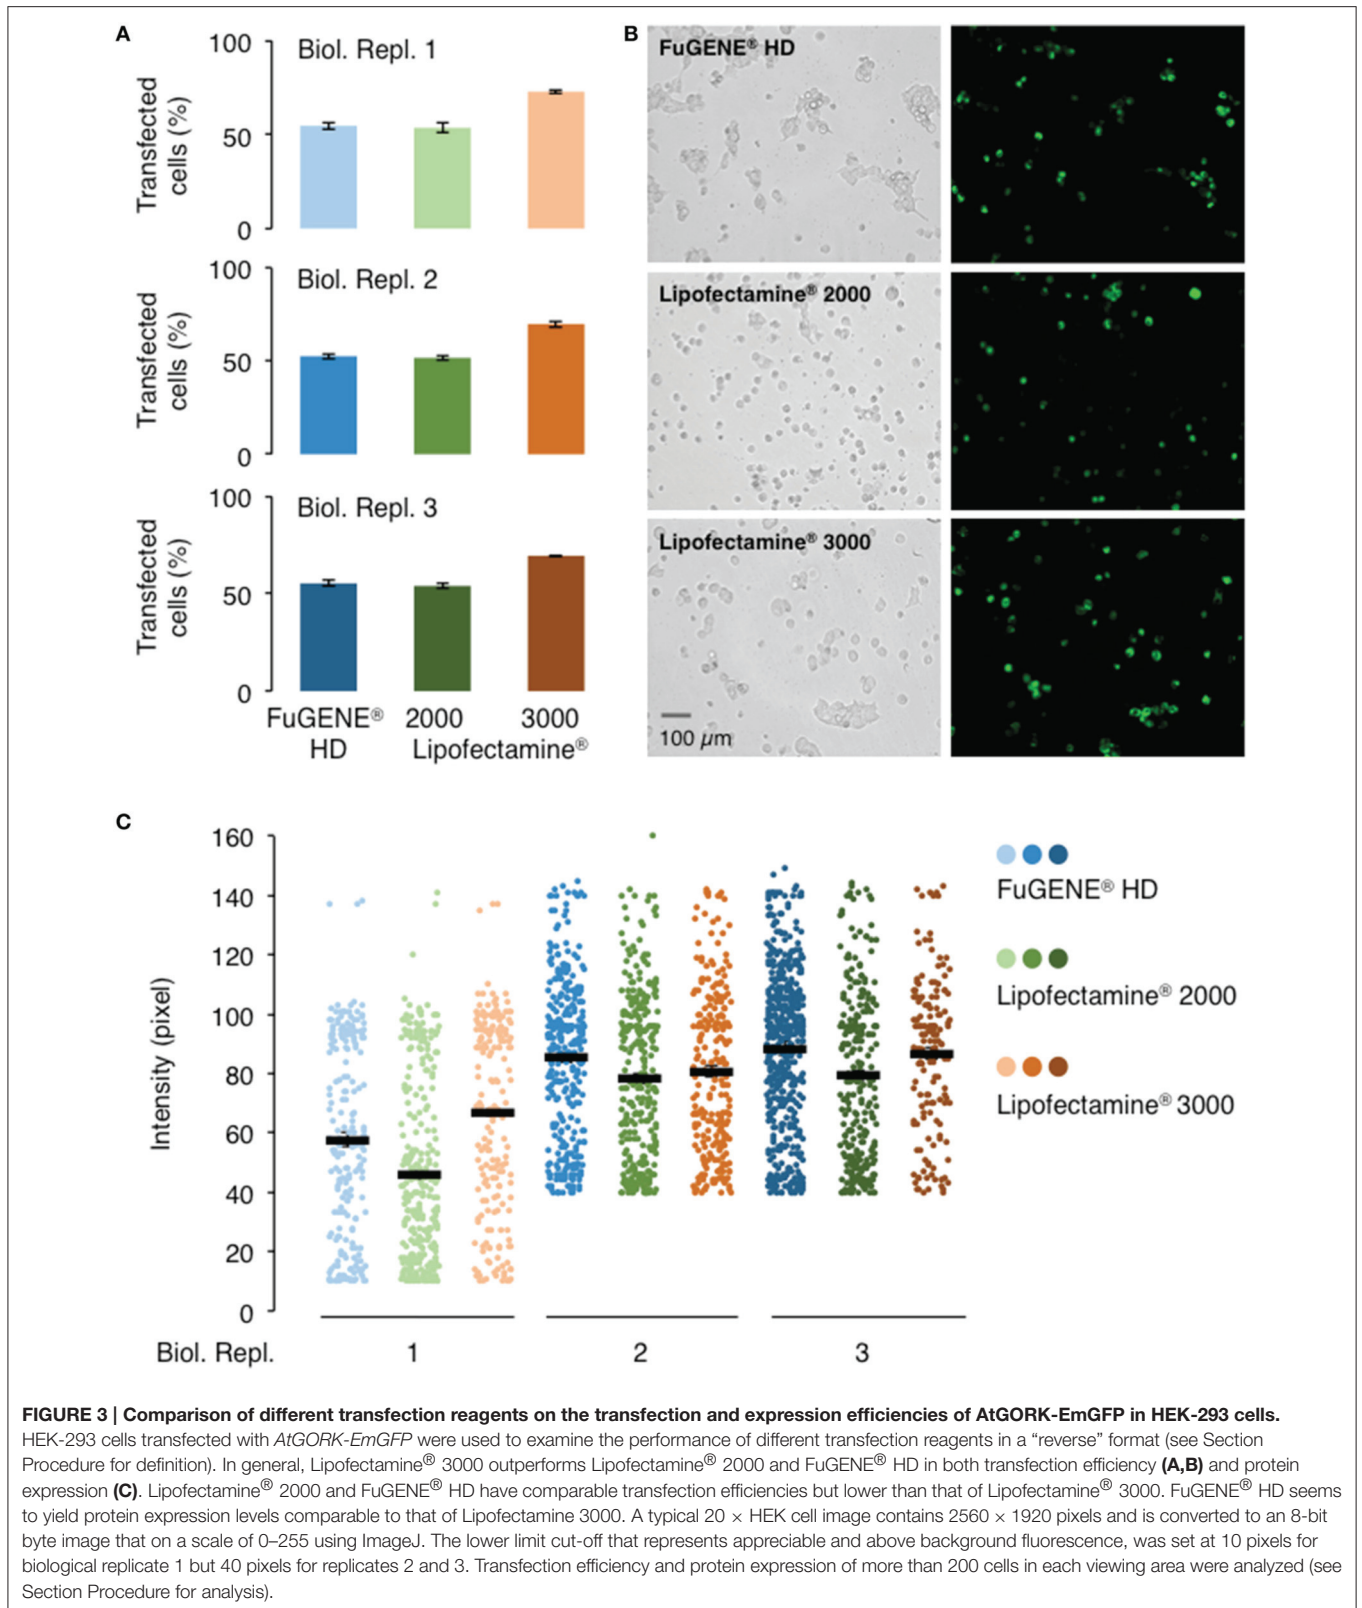 A
100
50
0
Transfected
cells (%)
Biol. Repl. 1
100
50
0
Transfected
cells (%)
Biol. Repl. 2
100
50
0
Transfected
cells (%)
Biol. Repl. 3
FuGENE® 2000 3000
HD Lipofectamine®
B
FuGENE® HD
Lipofectamine® 2000
Lipofectamine® 3000
100 µm
C
160
140
120
100
80
60
40
20
0
Intensity (pixel)
Biol. Repl. 1 2 3
FuGENE® HD
Lipofectamine® 2000
Lipofectamine® 3000
FIGURE 3 | Comparison of different transfection reagents on the transfection and expression efficiencies of AtGORK-EmGFP in HEK-293 cells.
HEK-293 cells transfected with AtGORK-EmGFP were used to examine the performance of different transfection reagents in a “reverse” format (see Section
Procedure for definition). In general, Lipofectamine® 3000 outperforms Lipofectamine® 2000 and FuGENE® HD in both transfection efficiency (A,B) and protein
expression (C). Lipofectamine® 2000 and FuGENE® HD have comparable transfection efficiencies but lower than that of Lipofectamine® 3000. FuGENE® HD seems
to yield protein expression levels comparable to that of Lipofectamine 3000. A typical 20 × HEK cell image contains 2560 × 1920 pixels and is converted to an 8-bit
byte image that on a scale of 0–255 using ImageJ. The lower limit cut-off that represents appreciable and above background fluorescence, was set at 10 pixels for
biological replicate 1 but 40 pixels for replicates 2 and 3. Transfection efficiency and protein expression of more than 200 cells in each viewing area were analyzed (see
Section Procedure for analysis).